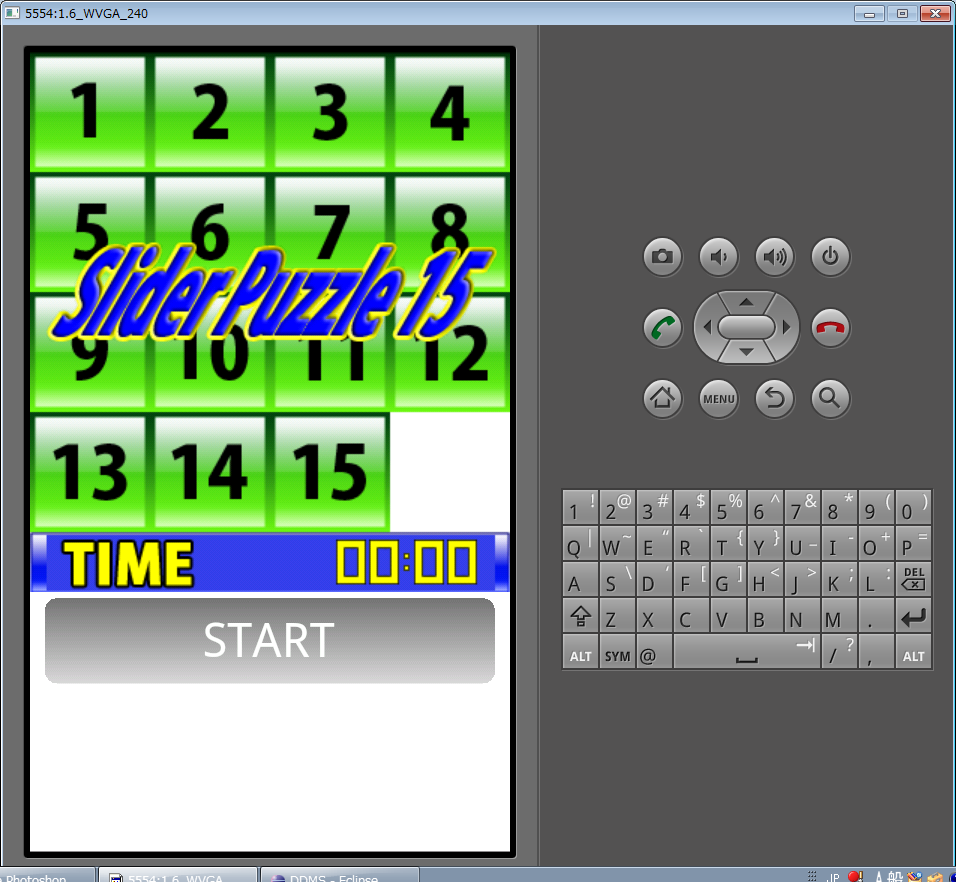 5554:1.6_WVGA_240
1 2 3 4
5 6 7 8
Slider Puzzle 15
9 10 11 12
13 14 15
TIME 00:00
START
MENU
1 ! 2 @ 3 # 4 $ 5 % 6 ^ 7 & 8 * 9 ( 0 )
Q | W ~ E “ R ` T { Y } U _ I - O + P =
A S \ D ' F [ G ] H < J > K ; L : DEL
Z X C V B N M .
ALT SYM @ / ? , ALT
Photoshop 5554:1.6_WVGA DDMS - Eclipse JP A 般